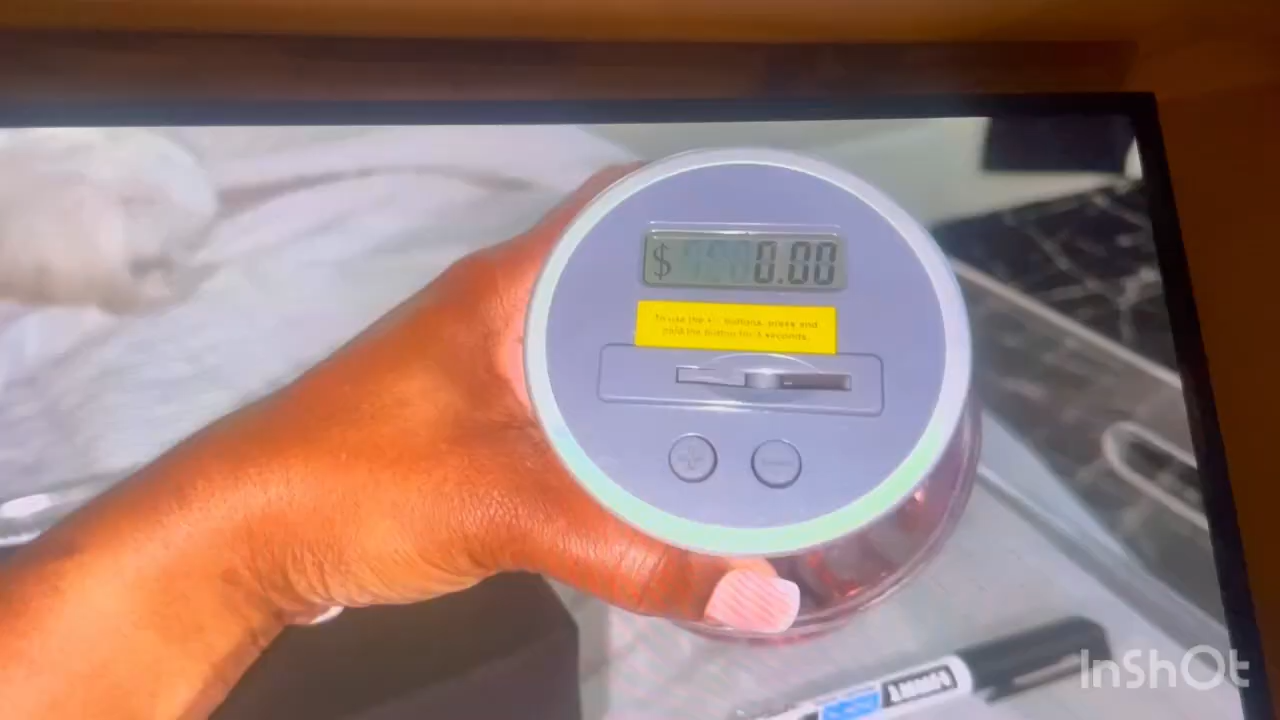 $ 0.00
To use the +/- buttons, press and
hold the button for 3 seconds.
InShOt